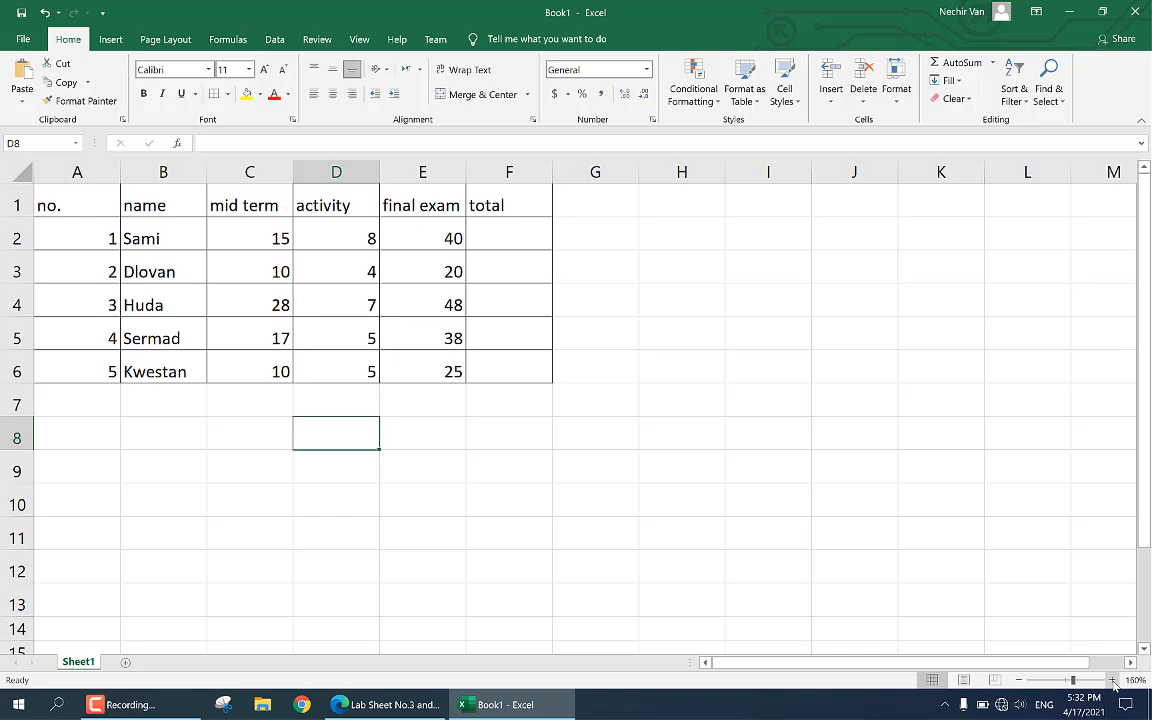 Book1 - Excel
Nechir Van
File Home Insert Page Layout Formulas Data Review View Help Team Tell me what you want to do Share
Paste Cut Copy Format Painter Clipboard
Calibri 11 A A B I U A Font
Wrap Text Merge & Center Alignment
General $ % , Number
Conditional Formatting Format as Table Cell Styles Styles
Insert Delete Format Cells
AutoSum Fill Clear Sort & Filter Find & Select Editing
D8 fx
A B C D E F G H I J K L M
1 no. name mid term activity final exam total
2 1 Sami 15 8 40
3 2 Dlovan 10 4 20
4 3 Huda 28 7 48
5 4 Sermad 17 5 38
6 5 Kwestan 10 5 25
7
8
9
10
11
12
13
14
15
Sheet1
Ready 160%
Recording... Lab Sheet No.3 and... Book1 - Excel ENG 5:32 PM
4/17/2021